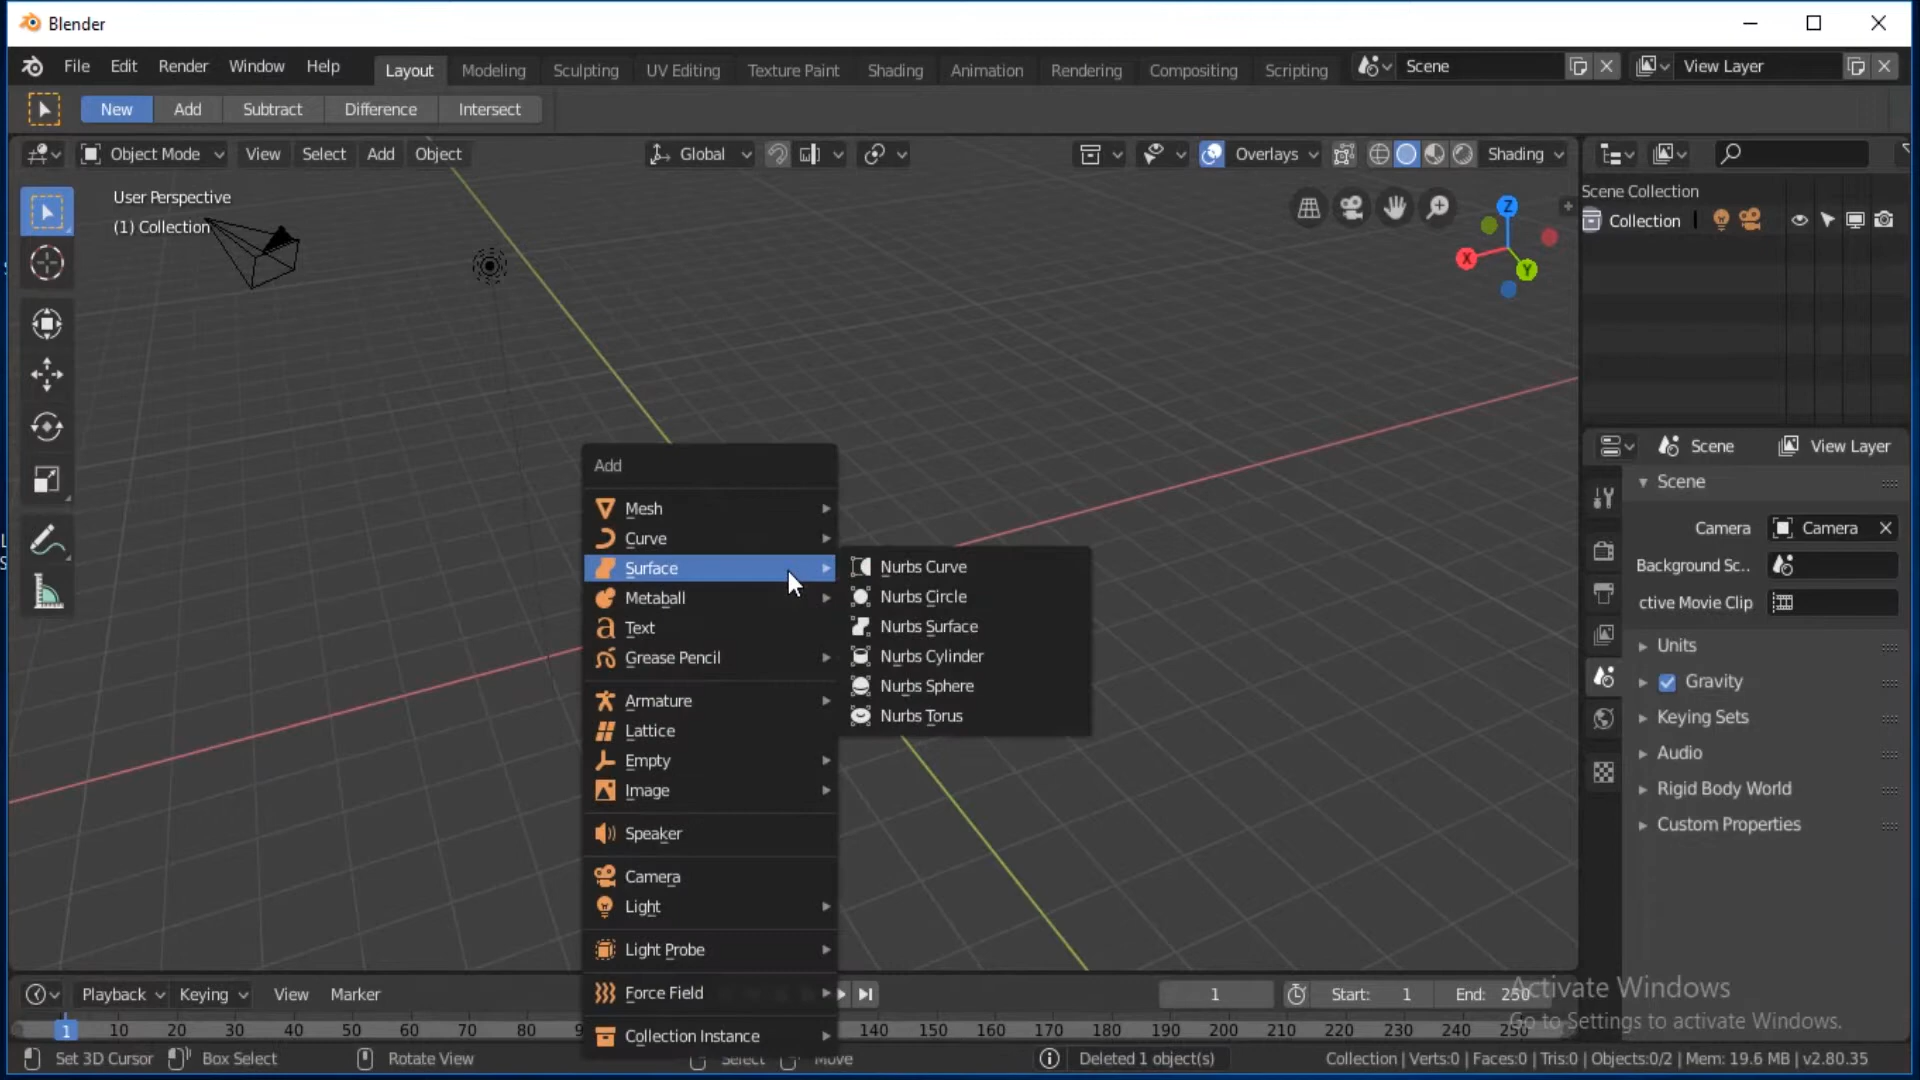 Blender
File Edit Render Window Help Layout Modeling Sculpting UV Editing Texture Paint Shading Animation Rendering Compositing Scripting Scene View Layer
New Add Subtract Difference Intersect
Object Mode View Select Add Object Global Overlays Shading
User Perspective
(1) Collection
Z
X
Y
Scene Collection
Collection
Add
Mesh
Curve
Surface
Metaball
Text
Grease Pencil
Armature
Lattice
Empty
Image
Speaker
Camera
Light
Light Probe
Force Field
Collection Instance
Nurbs Curve
Nurbs Circle
Nurbs Surface
Nurbs Cylinder
Nurbs Sphere
Nurbs Torus
Scene View Layer
Scene
Camera Camera
Background Sc..
ctive Movie Clip
Units
Gravity
Keying Sets
Audio
Rigid Body World
Custom Properties
Playback Keying View Marker 1 Start: 1 End: 250
1 10 20 30 40 50 60 70 80 9 140 150 160 170 180 190 200 210 220 230 240 250
Activate Windows
Go to Settings to activate Windows.
Set 3D Cursor Box Select Rotate View Select Move Deleted 1 object(s) Collection | Verts:0 | Faces:0 | Tris:0 | Objects:0/2 | Mem: 19.6 MB | v2.80.35